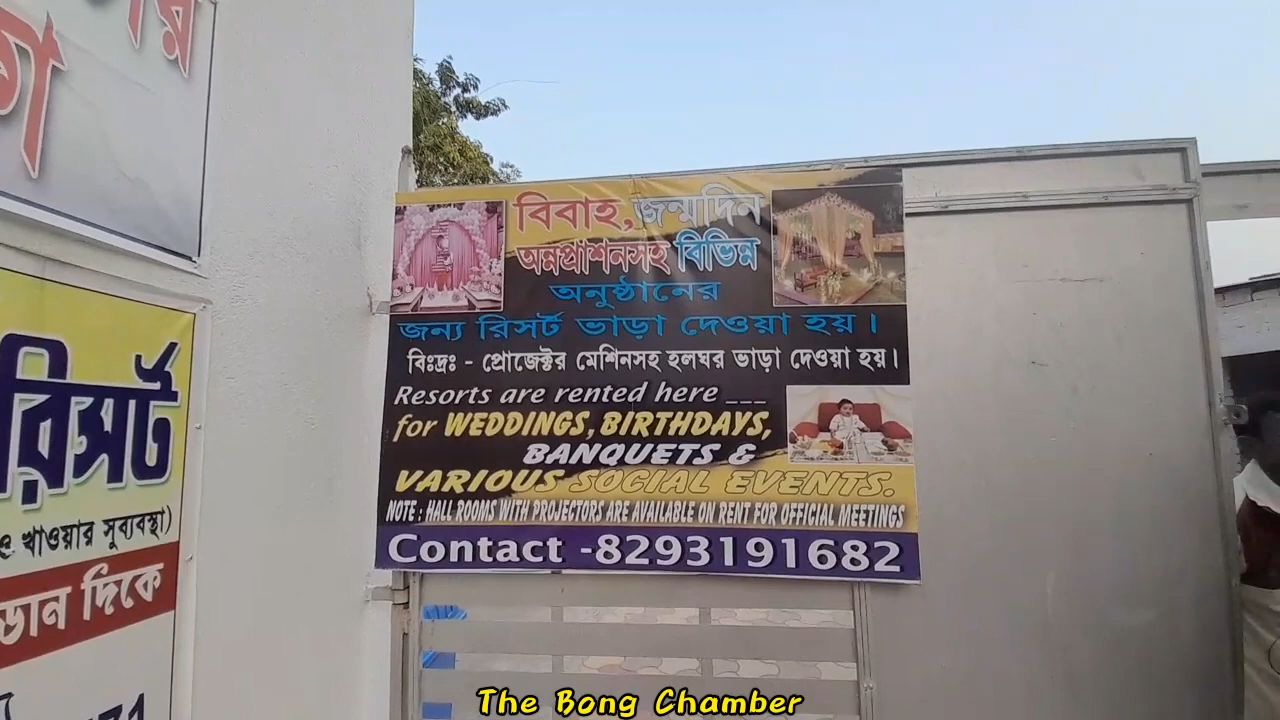 রিসর্ট
খাওয়ার সুব্যবস্থা)
ডান দিকে
বিবাহ, জন্মদিন
অন্নপ্রাশনসহ বিভিন্ন
অনুষ্ঠানের
জন্য রিসর্ট ভাড়া দেওয়া হয়।
বিঃদ্রঃ - প্রোজেক্টর মেশিনসহ হলঘর ভাড়া দেওয়া হয়।
Resorts are rented here ___
for WEDDINGS, BIRTHDAYS,
BANQUETS &
VARIOUS SOCIAL EVENTS.
NOTE : HALL ROOMS WITH PROJECTORS ARE AVAILABLE ON RENT FOR OFFICIAL MEETINGS
Contact -8293191682
The Bong Chamber